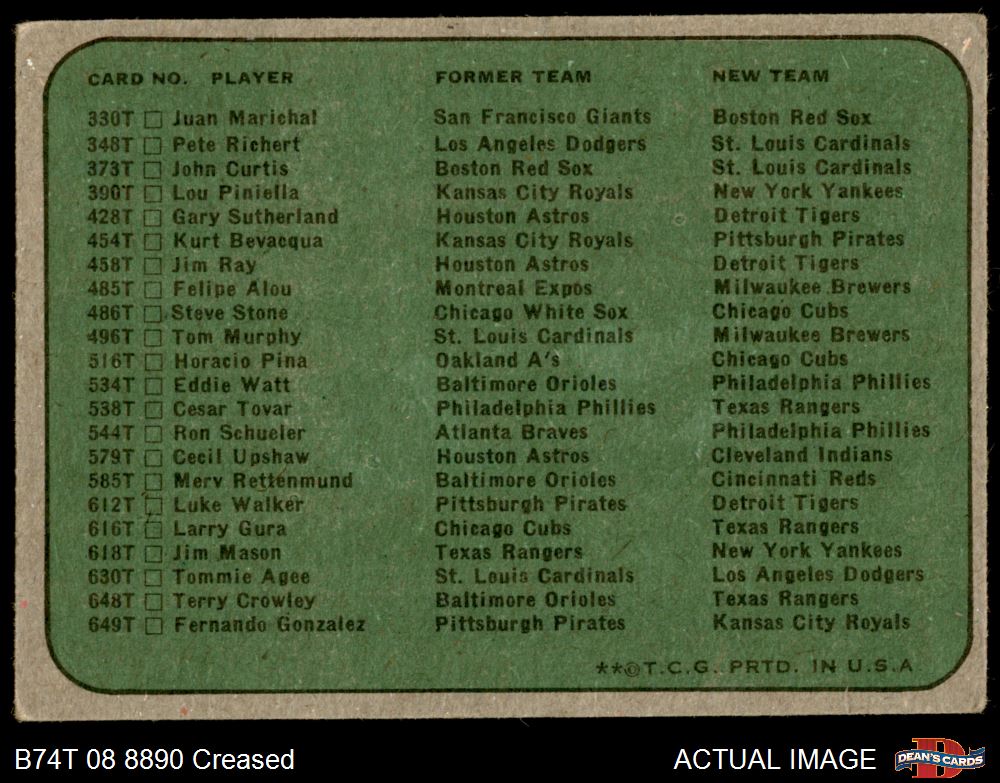 CARD NO. PLAYER FORMER TEAM NEW TEAM
330T Juan Marichal San Francisco Giants Boston Red Sox
348T Pete Richert Los Angeles Dodgers St. Louis Cardinals
373T John Curtis Boston Red Sox St. Louis Cardinals
390T Lou Piniella Kansas City Royals New York Yankees
428T Gary Sutherland Houston Astros Detroit Tigers
454T Kurt Bevacqua Kansas City Royals Pittsburgh Pirates
458T Jim Ray Houston Astros Detroit Tigers
485T Felipe Alou Montreal Expos Milwaukee Brewers
486T Steve Stone Chicago White Sox Chicago Cubs
496T Tom Murphy St. Louis Cardinals Milwaukee Brewers
516T Horacio Pina Oakland A's Chicago Cubs
534T Eddie Watt Baltimore Orioles Philadelphia Phillies
538T Cesar Tovar Philadelphia Phillies Texas Rangers
544T Ron Schueler Atlanta Braves Philadelphia Phillies
579T Cecil Upshaw Houston Astros Cleveland Indians
585T Merv Rettenmund Baltimore Orioles Cincinnati Reds
612T Luke Walker Pittsburgh Pirates Detroit Tigers
616T Larry Gura Chicago Cubs Texas Rangers
618T Jim Mason Texas Rangers New York Yankees
630T Tommie Agee St. Louis Cardinals Los Angeles Dodgers
648T Terry Crowley Baltimore Orioles Texas Rangers
649T Fernando Gonzalez Pittsburgh Pirates Kansas City Royals
**©T.C.G. PRTD. IN U.S.A
B74T 08 8890 Creased
ACTUAL IMAGE
D
DEAN'S CARDS